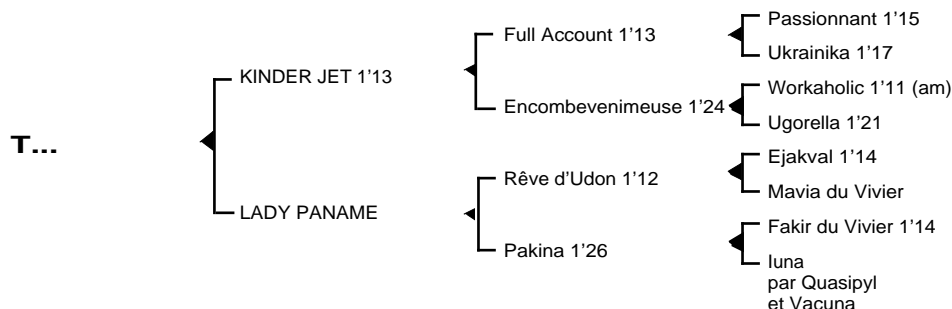 T...
KINDER JET 1'13
LADY PANAME
Full Account 1'13
Encombevenimeuse 1'24
Rêve d'Udon 1'12
Pakina 1'26
Passionnant 1'15
Ukrainika 1'17
Workaholic 1'11 (am)
Ugorella 1'21
Ejakval 1'14
Mavia du Vivier
Fakir du Vivier 1'14
Iuna
par Quasipyl
et Vacuna